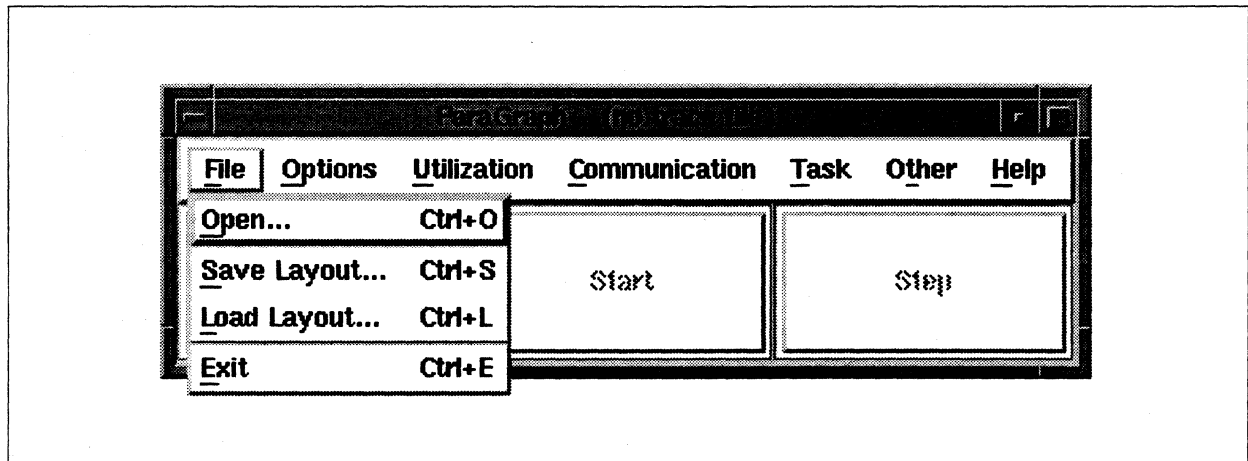 ParaGraph
File Options Utilization Communication Task Other Help
Open... Ctrl+O
Save Layout... Ctrl+S
Load Layout... Ctrl+L
Exit Ctrl+E
Start
Step